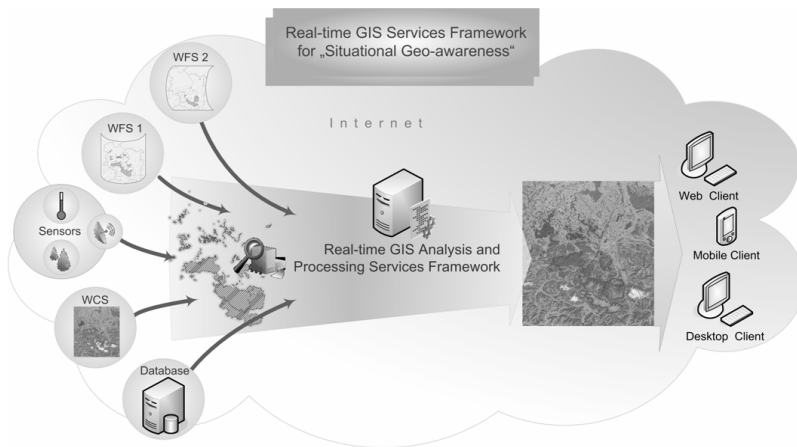 Real-time GIS Services Framework
for „Situational Geo-awareness“
WFS 2
Internet
WFS 1
Sensors
WCS
Database
Real-time GIS Analysis and
Processing Services Framework
Web Client
Mobile Client
Desktop Client